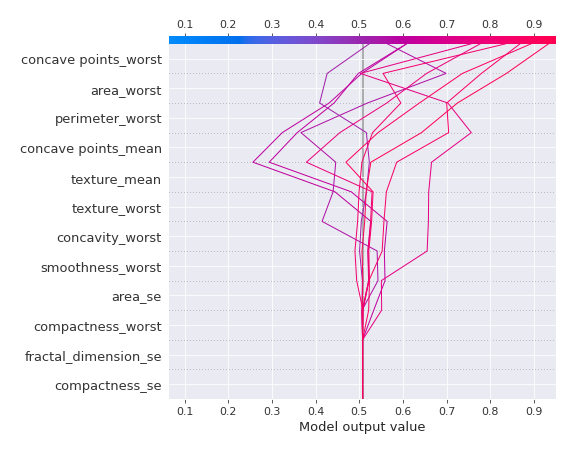 0.1 0.2 0.3 0.4 0.5 0.6 0.7 0.8 0.9
concave points_worst
area_worst
perimeter_worst
concave points_mean
texture_mean
texture_worst
concavity_worst
smoothness_worst
area_se
compactness_worst
fractal_dimension_se
compactness_se
0.1 0.2 0.3 0.4 0.5 0.6 0.7 0.8 0.9
Model output value